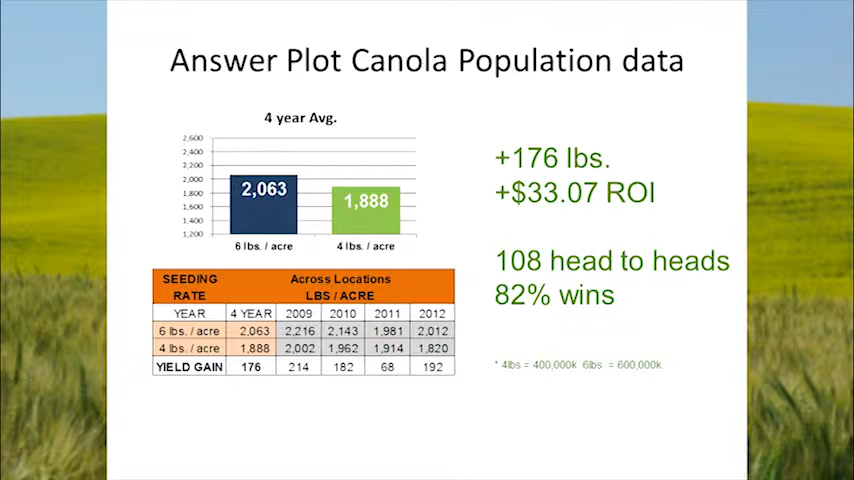 Answer Plot Canola Population data
4 year Avg.
2,600
2,400
2,200
2,000
1,800
1,600
1,400
1,200
2,063
1,888
6 lbs. / acre
4 lbs. / acre
+176 lbs.
+$33.07 ROI
108 head to heads
82% wins
SEEDING RATE
Across Locations
LBS / ACRE
YEAR 4 YEAR 2009 2010 2011 2012
6 lbs. / acre 2,063 2,216 2,143 1,981 2,012
4 lbs. / acre 1,888 2,002 1,962 1,914 1,820
YIELD GAIN 176 214 182 68 192
* 4lbs = 400,000k 6lbs = 600,000k